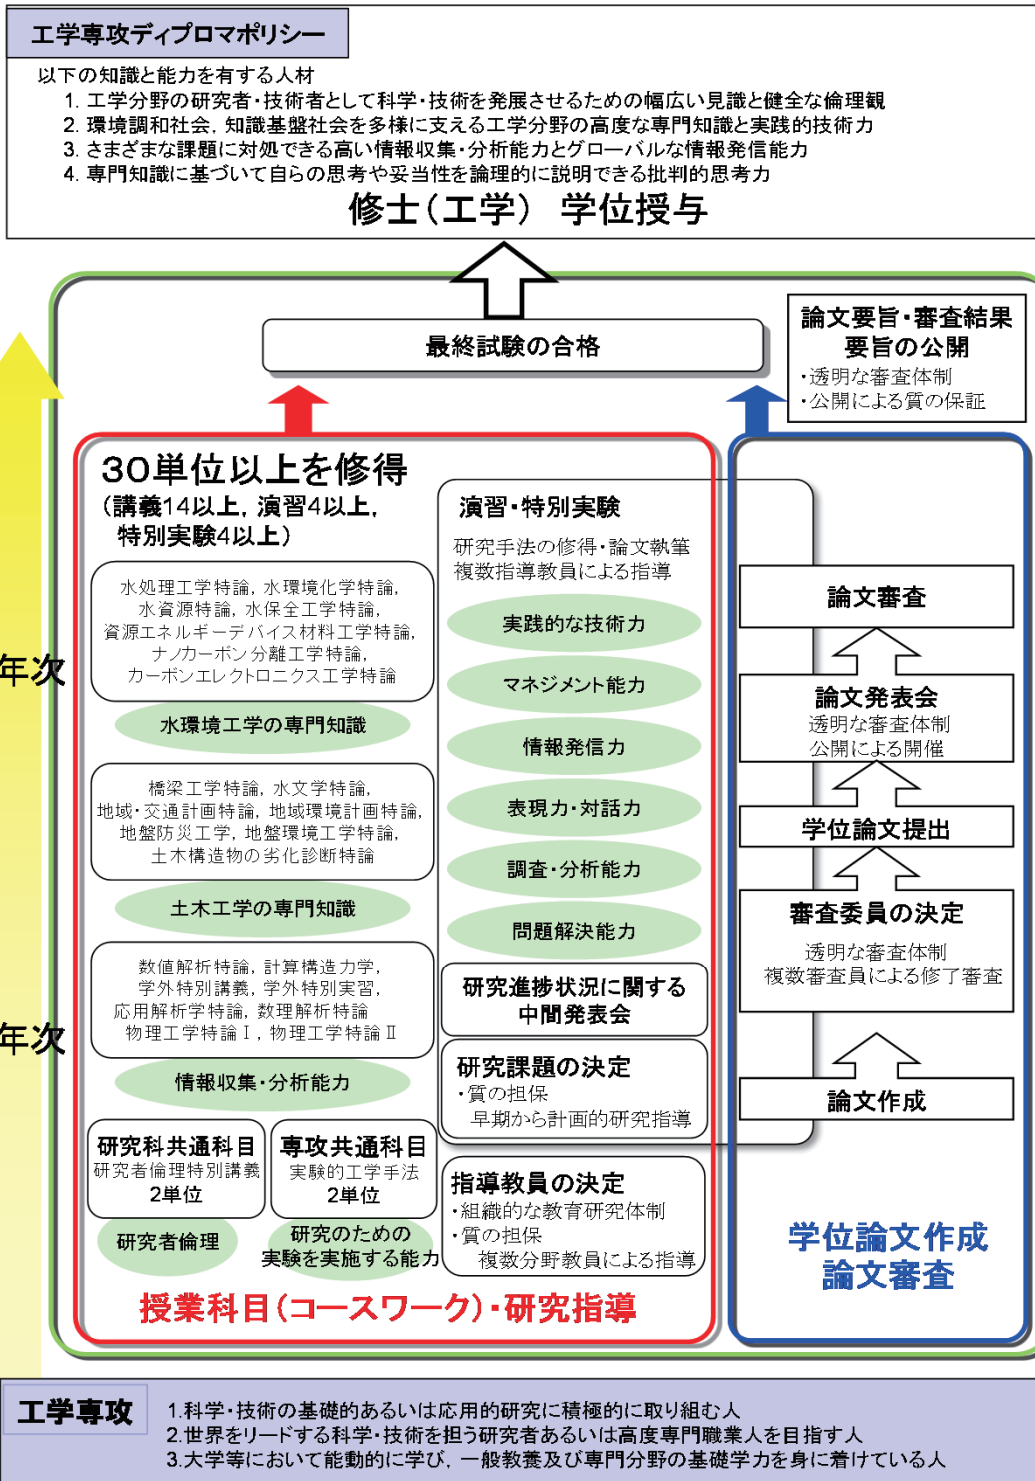 工学専攻ディプロマポリシー
以下の知識と能力を有する人材
1. 工学分野の研究者・技術者として科学・技術を発展させるための幅広い見識と健全な倫理観
2. 環境調和社会，知識基盤社会を多様に支える工学分野の高度な専門知識と実践的技術力
3. さまざまな課題に対処できる高い情報収集・分析能力とグローバルな情報発信能力
4. 専門知識に基づいて自らの思考や妥当性を論理的に説明できる批判的思考力
修士（工学） 学位授与
最終試験の合格
論文要旨・審査結果
要旨の公開
・透明な審査体制
・公開による質の保証
年次
年次
30単位以上を修得
（講義14以上，演習4以上，
特別実験4以上）
水処理工学特論，水環境化学特論，
水資源特論，水保全工学特論，
資源エネルギーデバイス材料工学特論，
ナノカーボン分離工学特論，
カーボンエレクトロニクス工学特論
水環境工学の専門知識
橋梁工学特論，水文学特論，
地域・交通計画特論，地域環境計画特論，
地盤防災工学，地盤環境工学特論，
土木構造物の劣化診断特論
土木工学の専門知識
数値解析特論，計算構造力学，
学外特別講義，学外特別実習，
応用解析学特論，数理解析特論
物理工学特論Ⅰ，物理工学特論Ⅱ
情報収集・分析能力
研究科共通科目
研究者倫理特別講義
2単位
研究者倫理
専攻共通科目
実験的工学手法
2単位
研究のための
実験を実施する能力
演習・特別実験
研究手法の修得・論文執筆
複数指導教員による指導
実践的な技術力
マネジメント能力
情報発信力
表現力・対話力
調査・分析能力
問題解決能力
研究進捗状況に関する
中間発表会
研究課題の決定
・質の担保
早期から計画的研究指導
指導教員の決定
・組織的な教育研究体制
・質の担保
複数分野教員による指導
授業科目（コースワーク）・研究指導
論文審査
論文発表会
透明な審査体制
公開による開催
学位論文提出
審査委員の決定
透明な審査体制
複数審査員による修了審査
論文作成
学位論文作成
論文審査
工学専攻
1.科学・技術の基礎的あるいは応用的研究に積極的に取り組む人
2.世界をリードする科学・技術を担う研究者あるいは高度専門職業人を目指す人
3.大学等において能動的に学び，一般教養及び専門分野の基礎学力を身に着けている人